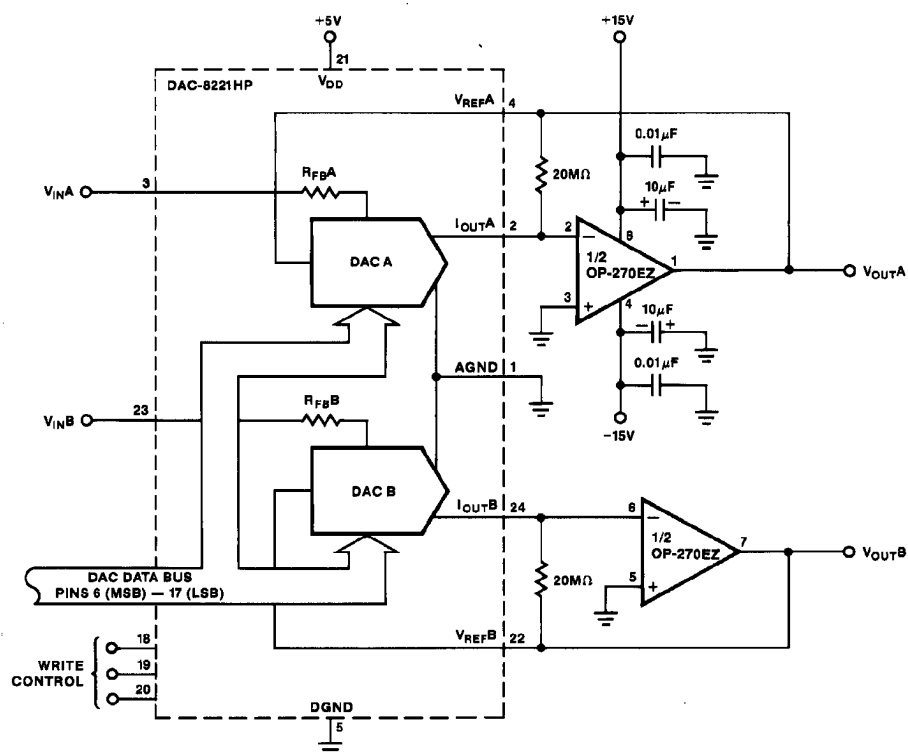 +5V
+15V
21
VDD
DAC-8221HP
VREFA 4
0.01μF
RFBA
20MΩ
VINA
3
10μF
+ −
IOUTA 2
2
−
8
DAC A
1/2
OP-270EZ
1
VOUTA
3
+
4
10μF
− +
AGND 1
0.01μF
RFBB
VINB
23
−15V
DAC B
IOUTB 24
6
−
1/2
OP-270EZ
7
VOUTB
5
+
DAC DATA BUS
PINS 6 (MSB) — 17 (LSB)
20MΩ
VREFB 22
18
WRITE
CONTROL
19
20
DGND
5